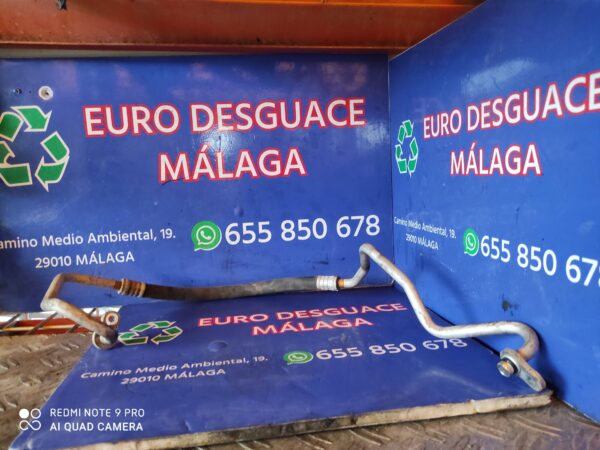 EURO DESGUACE
MÁLAGA
Camino Medio Ambiental, 19.
29010 MÁLAGA
655 850 678
EURO DESGUACE
MÁLAGA
Camino Medio Ambiental, 19.
29010 MÁLAGA
655 850 678
EURO DESGUACE
MÁLAGA
Camino Medio Ambiental, 19.
29010 MÁLAGA
655 850 678
REDMI NOTE 9 PRO
AI QUAD CAMERA